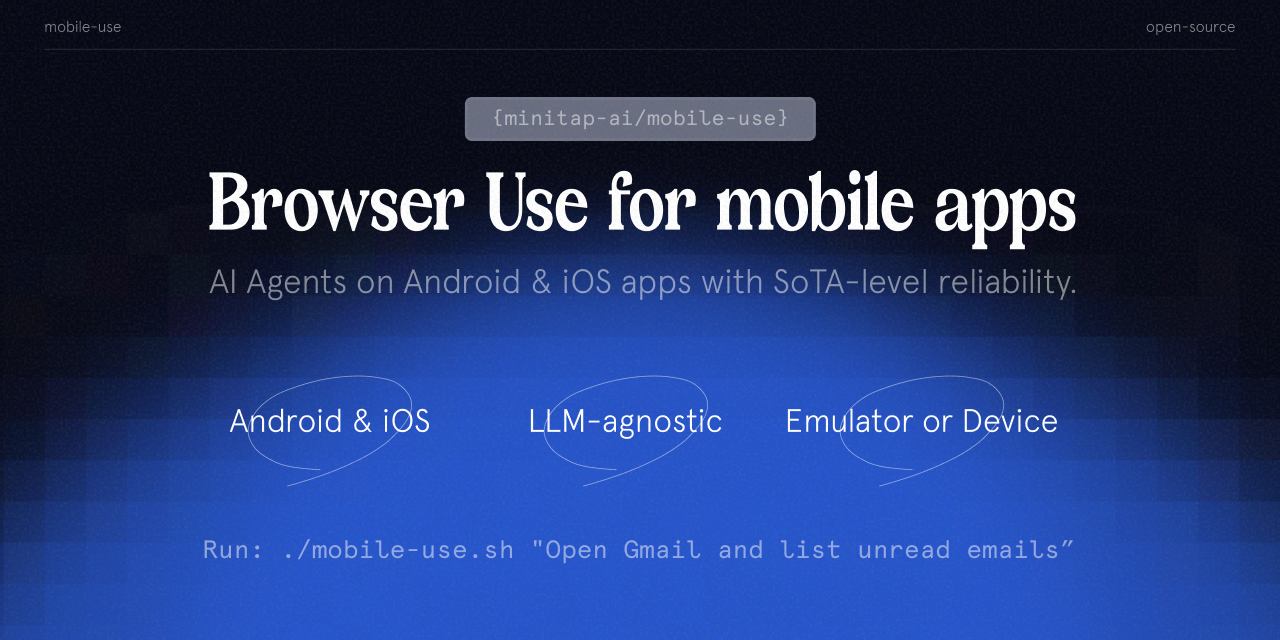 mobile-use
open-source
{minitap-ai/mobile-use}
Browser Use for mobile apps
AI Agents on Android & iOS apps with SoTA-level reliability.
Android & iOS
LLM-agnostic
Emulator or Device
Run: ./mobile-use.sh "Open Gmail and list unread emails”